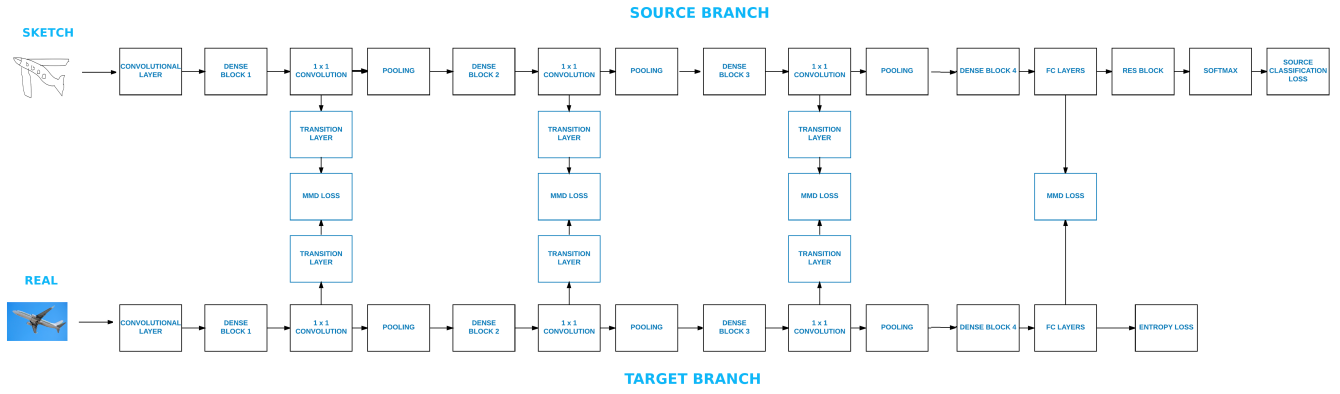 SOURCE BRANCH
SKETCH
CONVOLUTIONAL
LAYER
DENSE
BLOCK 1
1 x 1
CONVOLUTION
POOLING
DENSE
BLOCK 2
1 x 1
CONVOLUTION
POOLING
DENSE
BLOCK 3
1 x 1
CONVOLUTION
POOLING
DENSE BLOCK 4
FC LAYERS
RES BLOCK
SOFTMAX
SOURCE
CLASSIFICATION
LOSS
TRANSITION
LAYER
TRANSITION
LAYER
TRANSITION
LAYER
MMD LOSS
MMD LOSS
MMD LOSS
MMD LOSS
TRANSITION
LAYER
TRANSITION
LAYER
TRANSITION
LAYER
REAL
CONVOLUTIONAL
LAYER
DENSE
BLOCK 1
1 x 1
CONVOLUTION
POOLING
DENSE
BLOCK 2
1 x 1
CONVOLUTION
POOLING
DENSE
BLOCK 3
1 x 1
CONVOLUTION
POOLING
DENSE BLOCK 4
FC LAYERS
ENTROPY LOSS
TARGET BRANCH